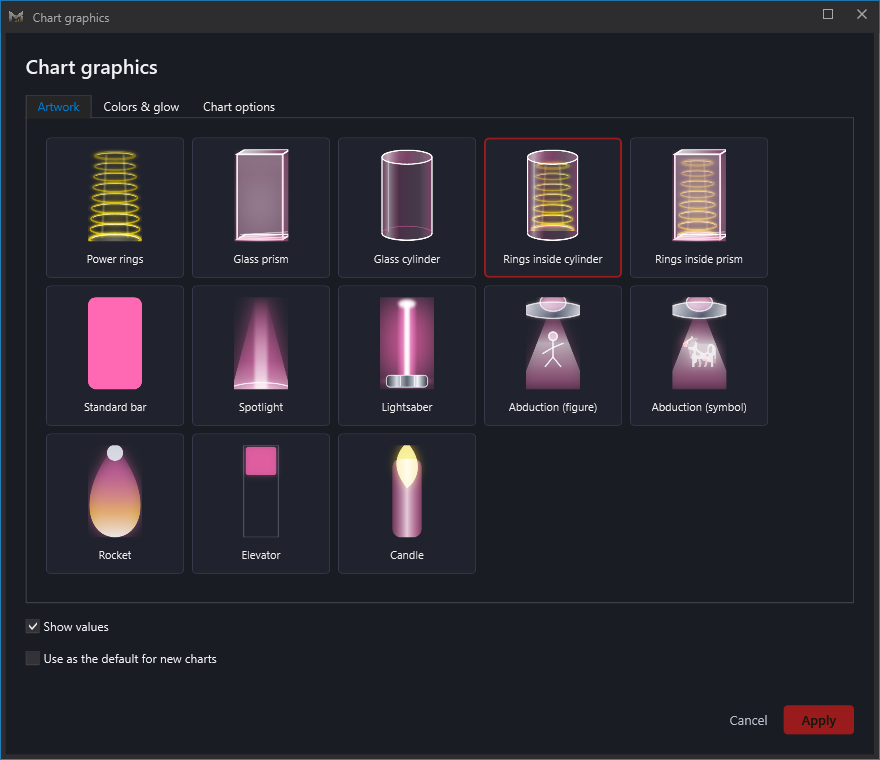 Chart graphics
Chart graphics
Artwork Colors & glow Chart options
Power rings Glass prism Glass cylinder Rings inside cylinder Rings inside prism
Standard bar Spotlight Lightsaber Abduction (figure) Abduction (symbol)
Rocket Elevator Candle
Show values
Use as the default for new charts
Cancel Apply